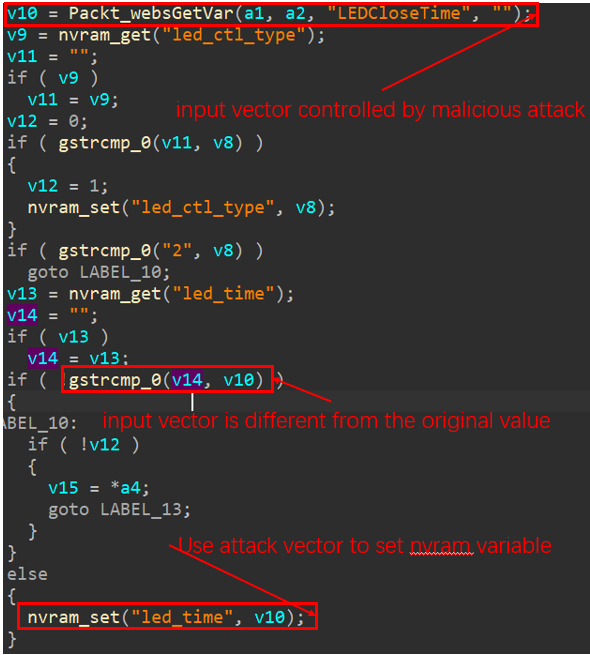 v10 = Packt_websGetVar(a1, a2, "LEDCloseTime", "");
v9 = nvram_get("led_ctl_type");
v11 = "";
if ( v9 )
v11 = v9;
input vector controlled by malicious attack
v12 = 0;
if ( gstrcmp_0(v11, v8) )
{
v12 = 1;
nvram_set("led_ctl_type", v8);
}
if ( gstrcmp_0("2", v8) )
goto LABEL_10;
v13 = nvram_get("led_time");
v14 = "";
if ( v13 )
v14 = v13;
if ( !gstrcmp_0(v14, v10) )
{
input vector is different from the original value
ABEL_10:
if ( !v12 )
{
v15 = *a4;
goto LABEL_13;
}
Use attack vector to set nvram variable
}
else
{
nvram_set("led_time", v10);
}